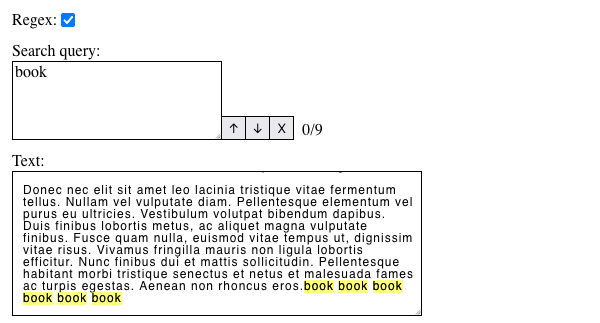 Regex:
Search query:
book
↑ ↓ X 0/9
Text:
Donec nec elit sit amet leo lacinia tristique vitae fermentum
tellus. Nullam vel vulputate diam. Pellentesque elementum vel
purus eu ultricies. Vestibulum volutpat bibendum dapibus.
Duis finibus lobortis metus, ac aliquet magna vulputate
finibus. Fusce quam nulla, euismod vitae tempus ut, dignissim
vitae risus. Vivamus fringilla mauris non ligula lobortis
efficitur. Nunc finibus dui et mattis sollicitudin. Pellentesque
habitant morbi tristique senectus et netus et malesuada fames
ac turpis egestas. Aenean non rhoncus eros.book book book
book book book